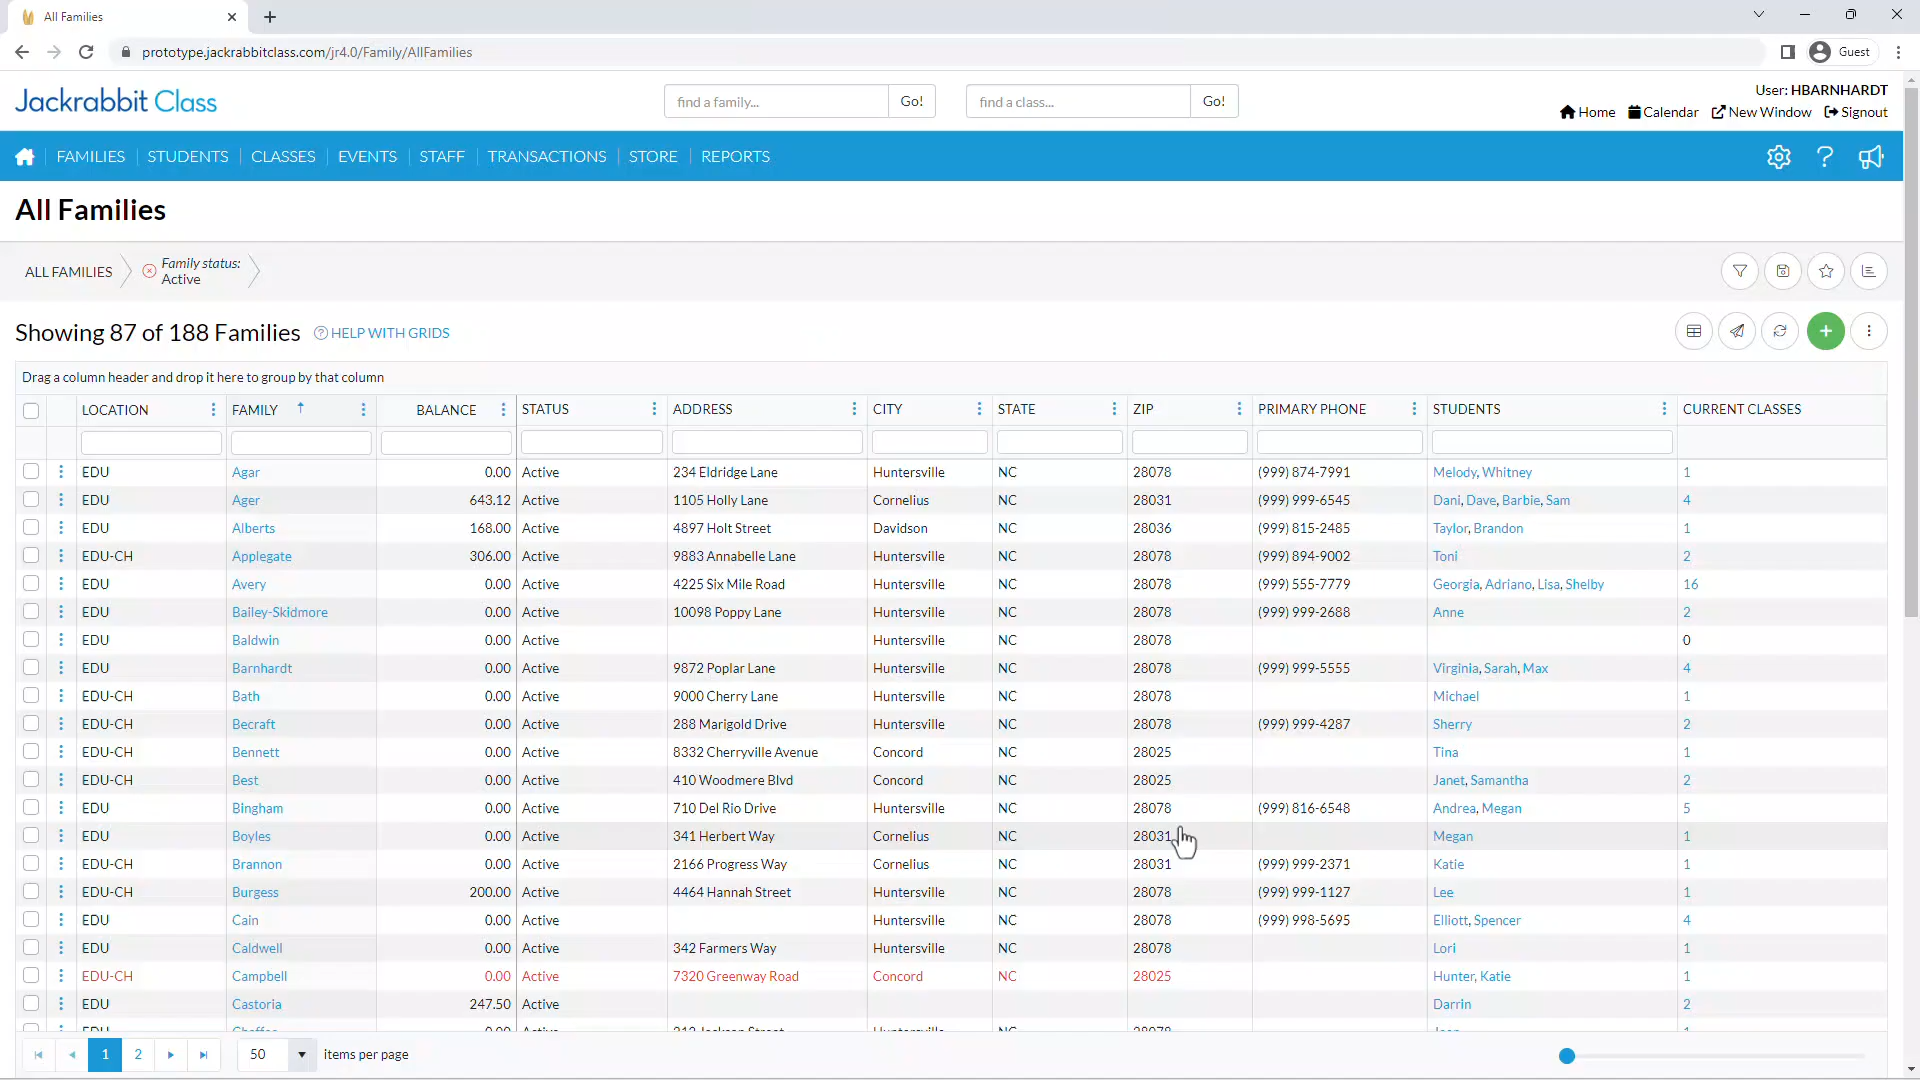 All Families
prototype.jackrabbitclass.com/jr4.0/Family/AllFamilies
Guest
Jackrabbit Class
find a family... Go! find a class... Go!
User: HBARNHARDT
Home Calendar New Window Signout
FAMILIES STUDENTS CLASSES EVENTS STAFF TRANSACTIONS STORE REPORTS
All Families
ALL FAMILIES Family status: Active
Showing 87 of 188 Families HELP WITH GRIDS
Drag a column header and drop it here to group by that column
LOCATION FAMILY BALANCE STATUS ADDRESS CITY STATE ZIP PRIMARY PHONE STUDENTS CURRENT CLASSES
EDU Agar 0.00 Active 234 Eldridge Lane Huntersville NC 28078 (999) 874-7991 Melody, Whitney 1
EDU Ager 643.12 Active 1105 Holly Lane Cornelius NC 28031 (999) 999-6545 Dani, Dave, Barbie, Sam 4
EDU Alberts 168.00 Active 4897 Holt Street Davidson NC 28036 (999) 815-2485 Taylor, Brandon 1
EDU-CH Applegate 306.00 Active 9883 Annabelle Lane Huntersville NC 28078 (999) 894-9002 Toni 2
EDU Avery 0.00 Active 4225 Six Mile Road Huntersville NC 28078 (999) 555-7779 Georgia, Adriano, Lisa, Shelby 16
EDU Bailey-Skidmore 0.00 Active 10098 Poppy Lane Huntersville NC 28078 (999) 999-2688 Anne 2
EDU Baldwin 0.00 Active Huntersville NC 28078 0
EDU Barnhardt 0.00 Active 9872 Poplar Lane Huntersville NC 28078 (999) 999-5555 Virginia, Sarah, Max 4
EDU-CH Bath 0.00 Active 9000 Cherry Lane Huntersville NC 28078 Michael 1
EDU-CH Becraft 0.00 Active 288 Marigold Drive Huntersville NC 28078 (999) 999-4287 Sherry 2
EDU-CH Bennett 0.00 Active 8332 Cherryville Avenue Concord NC 28025 Tina 1
EDU-CH Best 0.00 Active 410 Woodmere Blvd Concord NC 28025 Janet, Samantha 2
EDU Bingham 0.00 Active 710 Del Rio Drive Huntersville NC 28078 (999) 816-6548 Andrea, Megan 5
EDU Boyles 0.00 Active 341 Herbert Way Cornelius NC 28031 Megan 1
EDU-CH Brannon 0.00 Active 2166 Progress Way Cornelius NC 28031 (999) 999-2371 Katie 1
EDU-CH Burgess 200.00 Active 4464 Hannah Street Huntersville NC 28078 (999) 999-1127 Lee 1
EDU Cain 0.00 Active Huntersville NC 28078 (999) 998-5695 Elliott, Spencer 4
EDU Caldwell 0.00 Active 342 Farmers Way Huntersville NC 28078 Lori 1
EDU-CH Campbell 0.00 Active 7320 Greenway Road Concord NC 28025 Hunter, Katie 1
EDU Castoria 247.50 Active Darrin 2
1 2 50 items per page